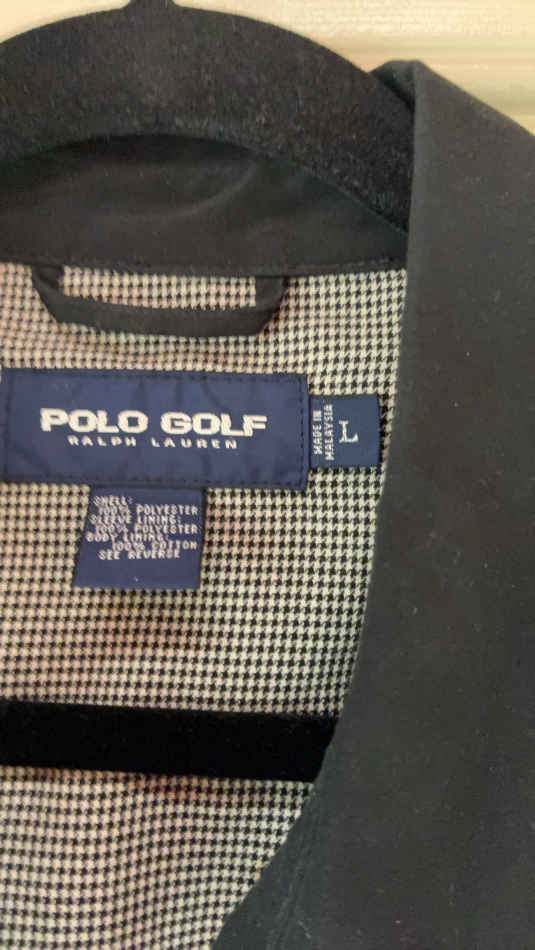 POLO GOLF
RALPH LAUREN
MADE IN
MALAYSIA
L
SHELL:
100% POLYESTER
SLEEVE LINING:
100% POLYESTER
BODY LINING:
100% COTTON
SEE REVERSE